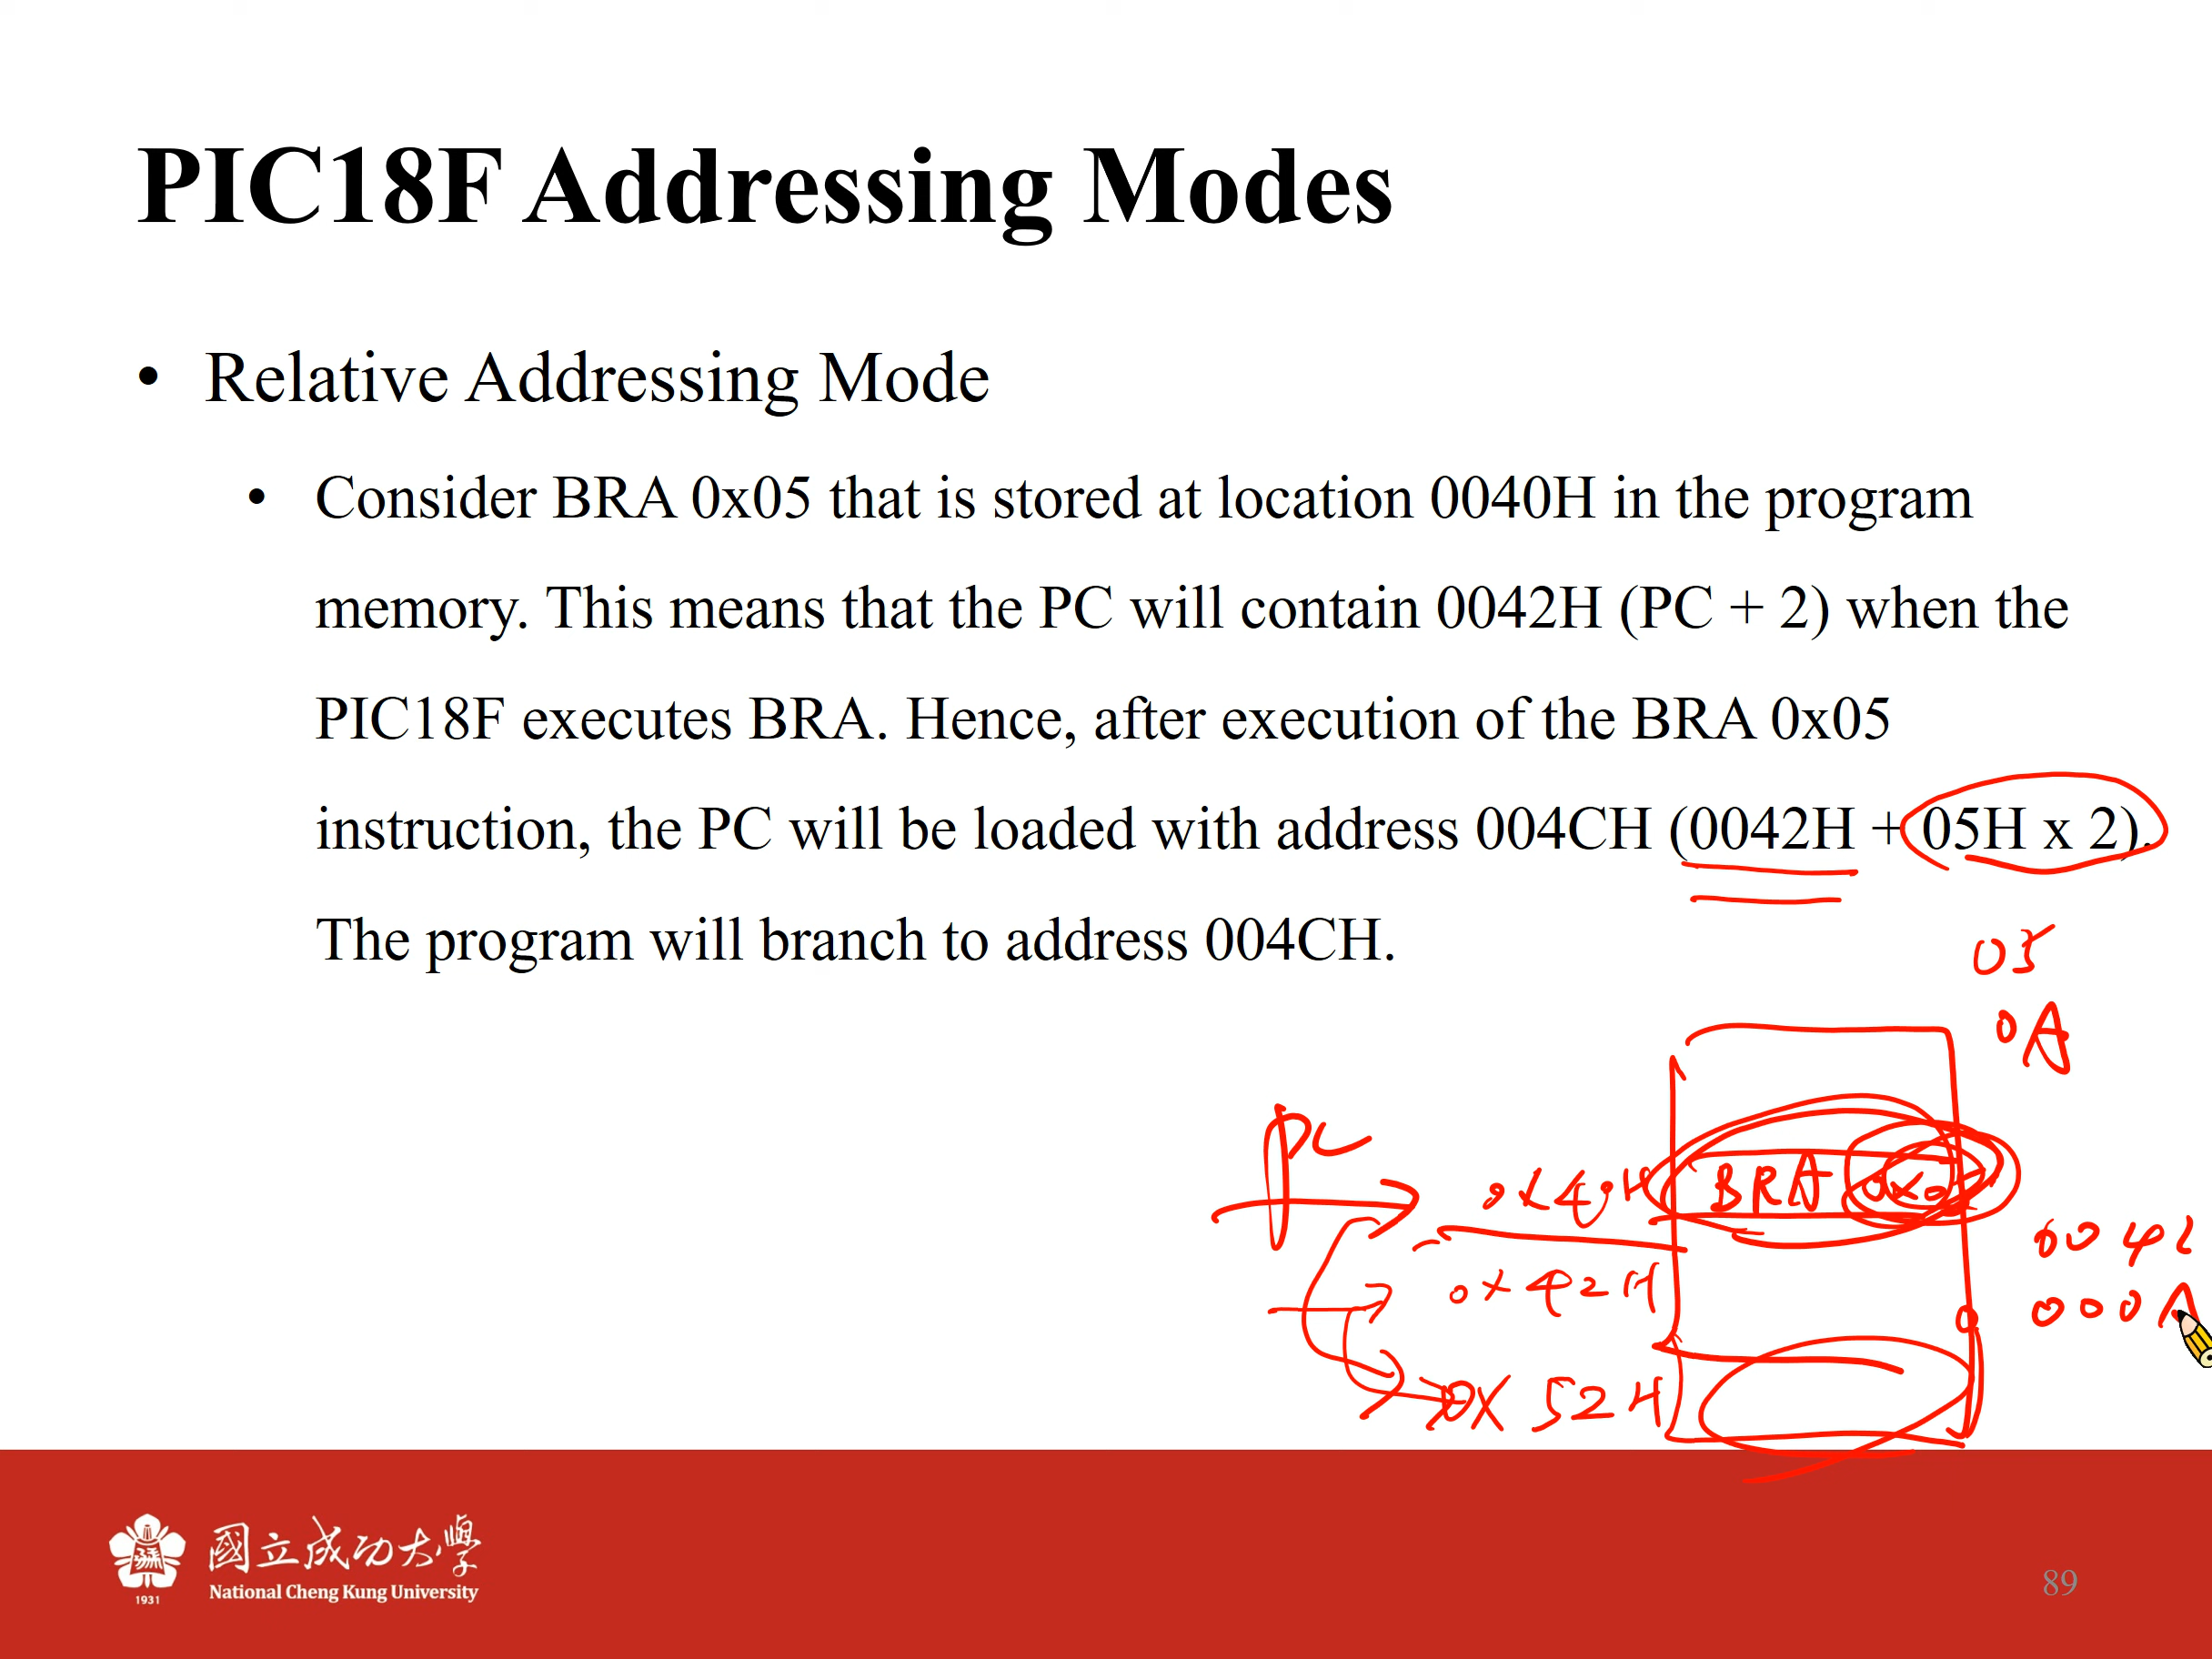 PIC18F Addressing Modes
• Relative Addressing Mode
• Consider BRA 0x05 that is stored at location 0040H in the program
memory. This means that the PC will contain 0042H (PC + 2) when the
PIC18F executes BRA. Hence, after execution of the BRA 0x05
instruction, the PC will be loaded with address 004CH (0042H + 05H x 2).
The program will branch to address 004CH.
05
0A
PC
0x40H BRA 0x05
0042
0x42H
000A
0X 52H
國立成功大學
National Cheng Kung University
1931
89